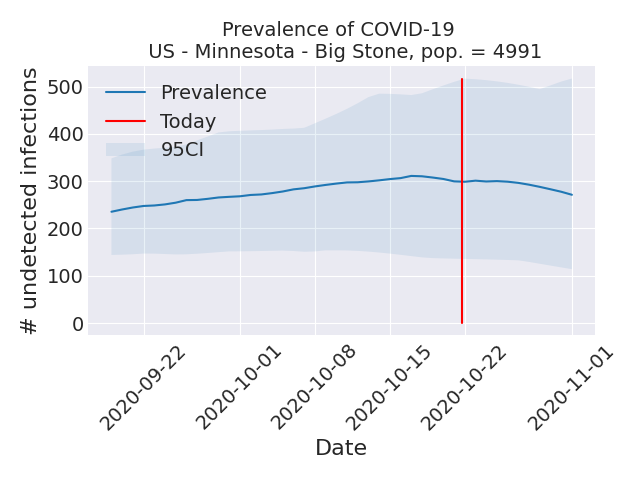 Prevalence of COVID-19
US - Minnesota - Big Stone, pop. = 4991
# undetected infections
500
400
300
200
100
0
Prevalence
Today
95CI
2020-09-22
2020-10-01
2020-10-08
2020-10-15
2020-10-22
2020-11-01
Date